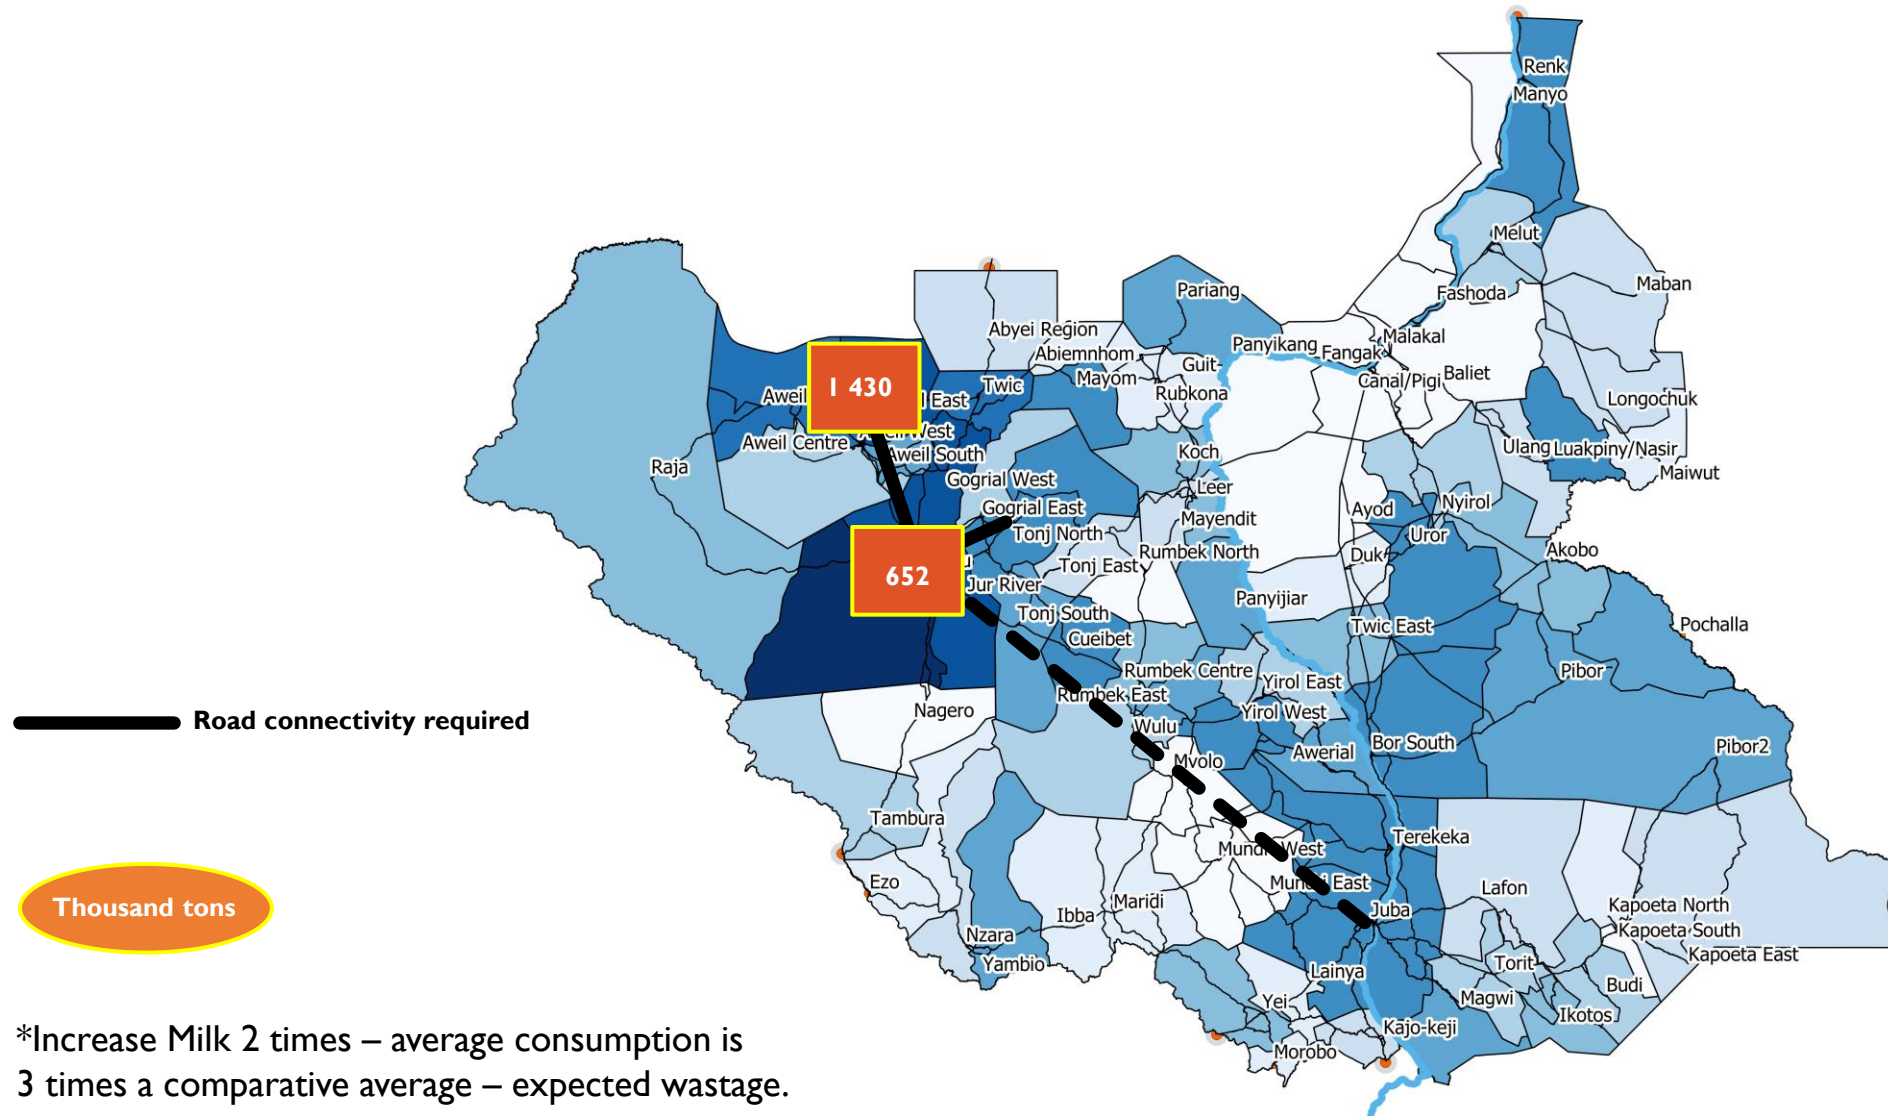 Renk
Manyo
Melut
Maban
Fashoda
Pariang
Abyei Region
Malakal
Panyikang
Fangak
Abiemnhom
Guit
Baliet
Canal/Pigi
Mayom
Twic
Rubkona
1 430
Aweil
East
Longochuk
West
Aweil Centre
Aweil South
Ulang
Luakpiny/Nasir
Koch
Raja
Maiwut
Gogrial West
Leer
Nyirol
Gogrial East
Ayod
Mayendit
Tonj North
Uror
Rumbek North
Akobo
Duk
Tonj East
652
Jur River
Panyijiar
Tonj South
Pochalla
Twic East
Cueibet
Rumbek Centre
Pibor
Yirol East
Rumbek East
Nagero
Yirol West
Road connectivity required
Wulu
Bor South
Pibor2
Awerial
Mvolo
Tambura
Terekeka
Mundri West
Ezo
Mundri East
Lafon
Maridi
Kapoeta North
Thousand tons
Juba
Ibba
Kapoeta South
Nzara
Kapoeta East
Yambio
Torit
Lainya
Budi
Magwi
Yei
Ikotos
Kajo-keji
*Increase Milk 2 times – average consumption is
Morobo
3 times a comparative average – expected wastage.